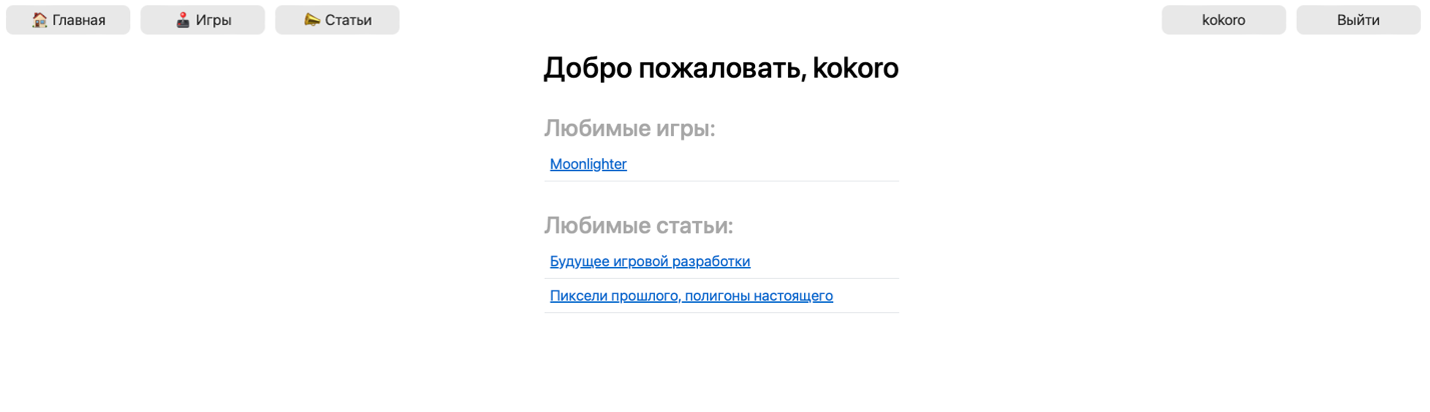 🏠 Главная 🕹️ Игры 📣 Статьи kokoro Выйти
Добро пожаловать, kokoro
Любимые игры:
Moonlighter
Любимые статьи:
Будущее игровой разработки
Пиксели прошлого, полигоны настоящего